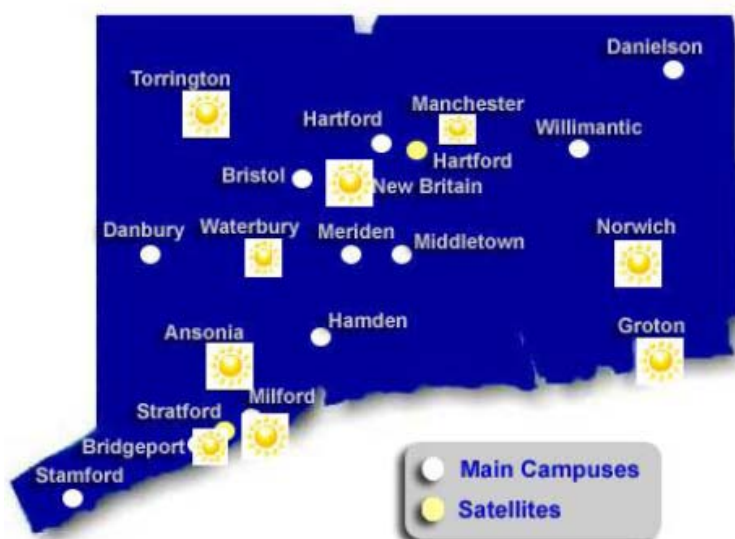 Danielson
Torrington
Manchester
Hartford
Willimantic
Hartford
Bristol
New Britain
Danbury
Waterbury
Meriden
Middletown
Norwich
Hamden
Groton
Ansonia
Milford
Stratford
Bridgeport
Stamford
Main Campuses
Satellites